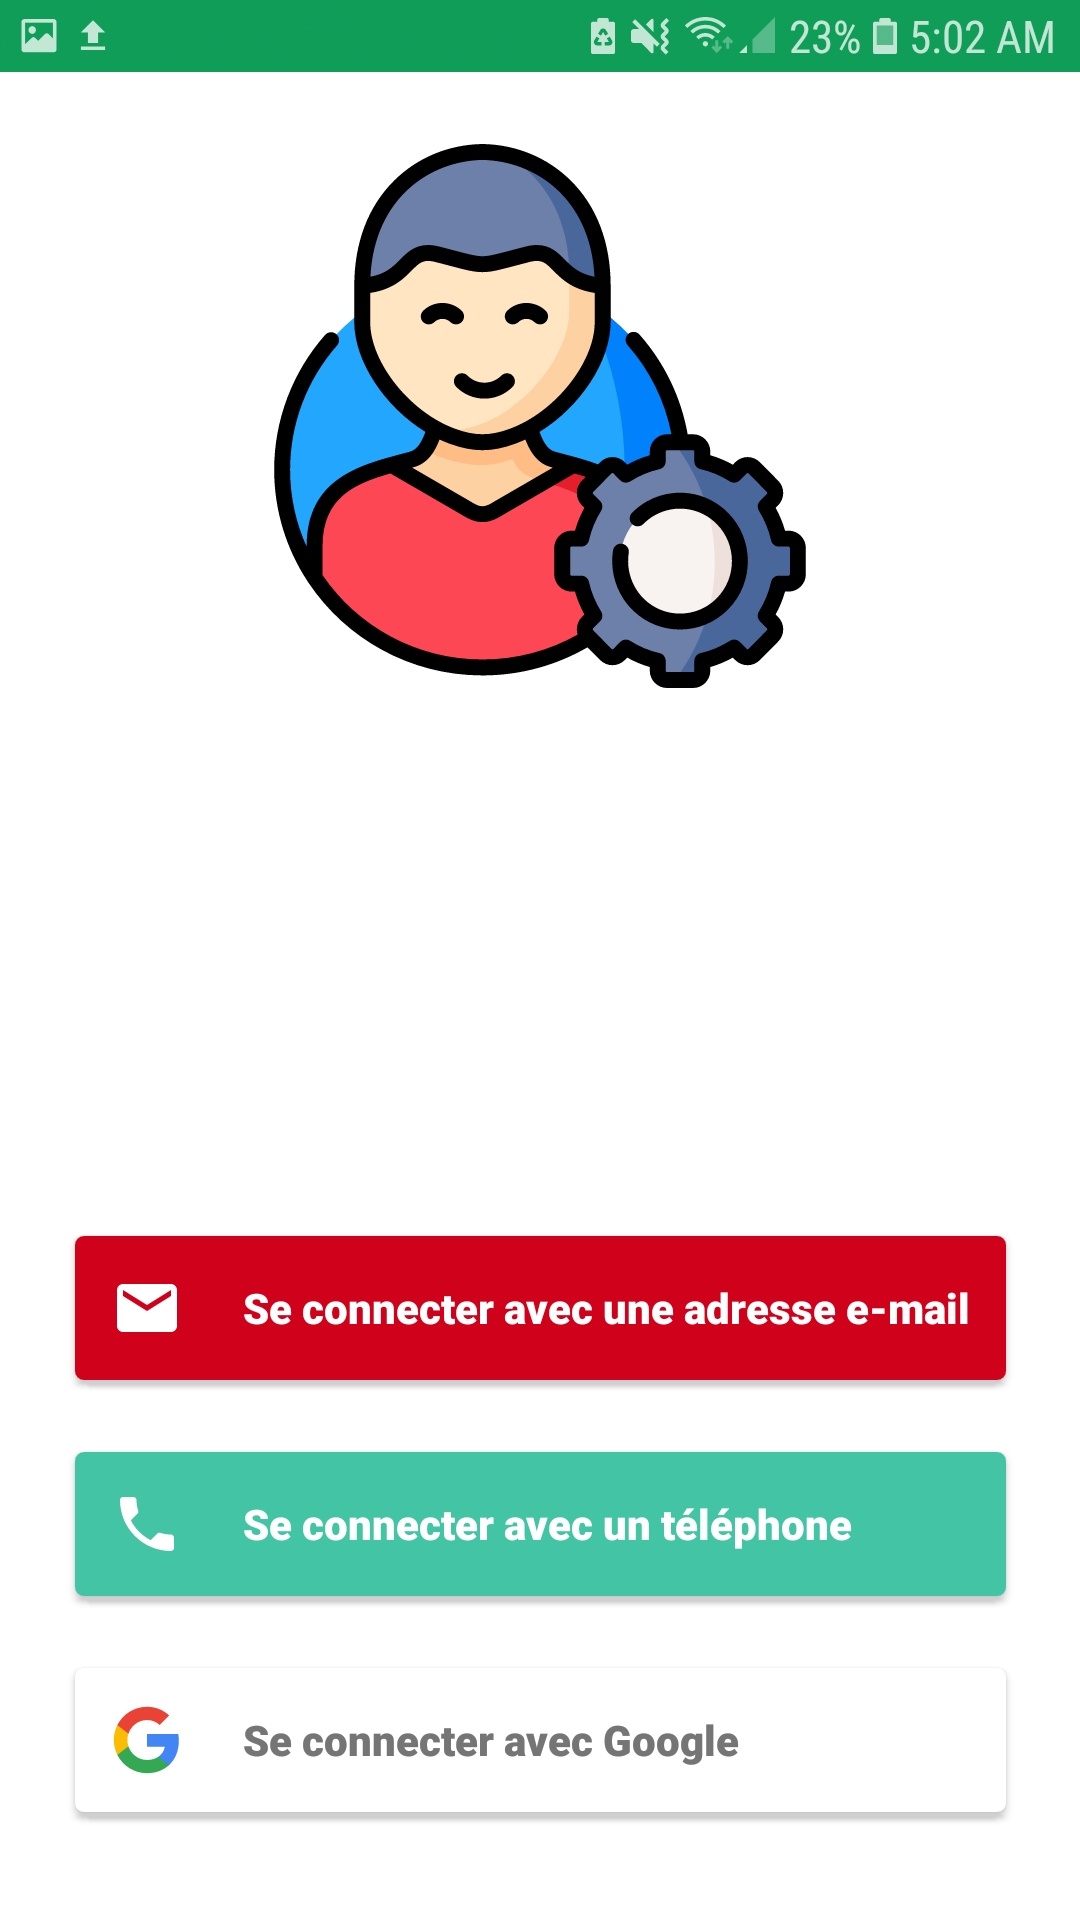 23% 5:02 AM
Se connecter avec une adresse e-mail
Se connecter avec un téléphone
Se connecter avec Google